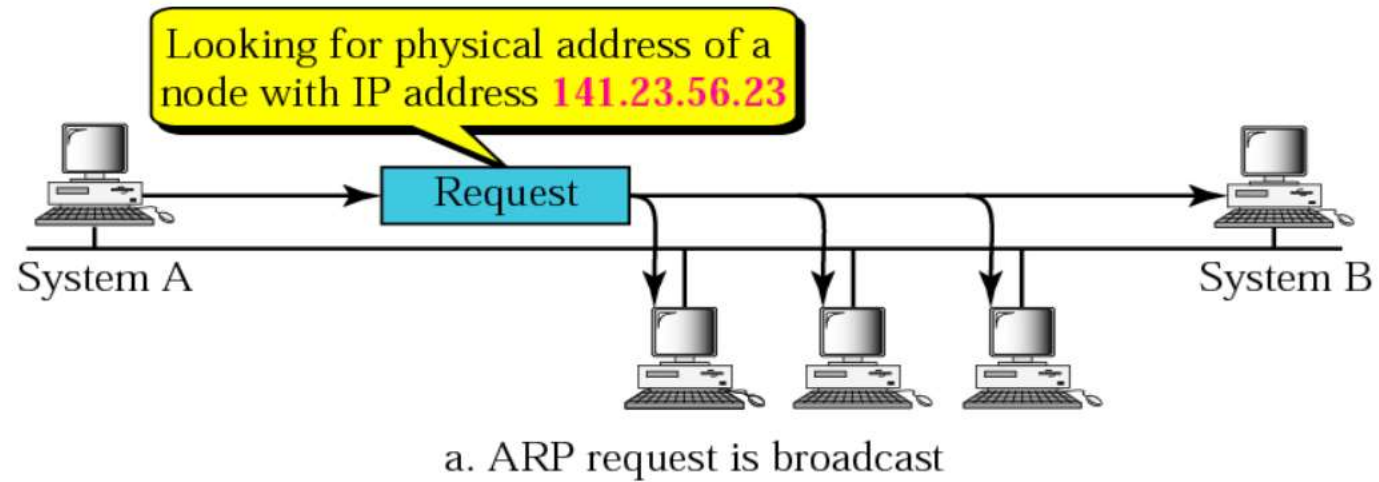 Looking for physical address of a
node with IP address 141.23.56.23
Request
System A
System B
a. ARP request is broadcast